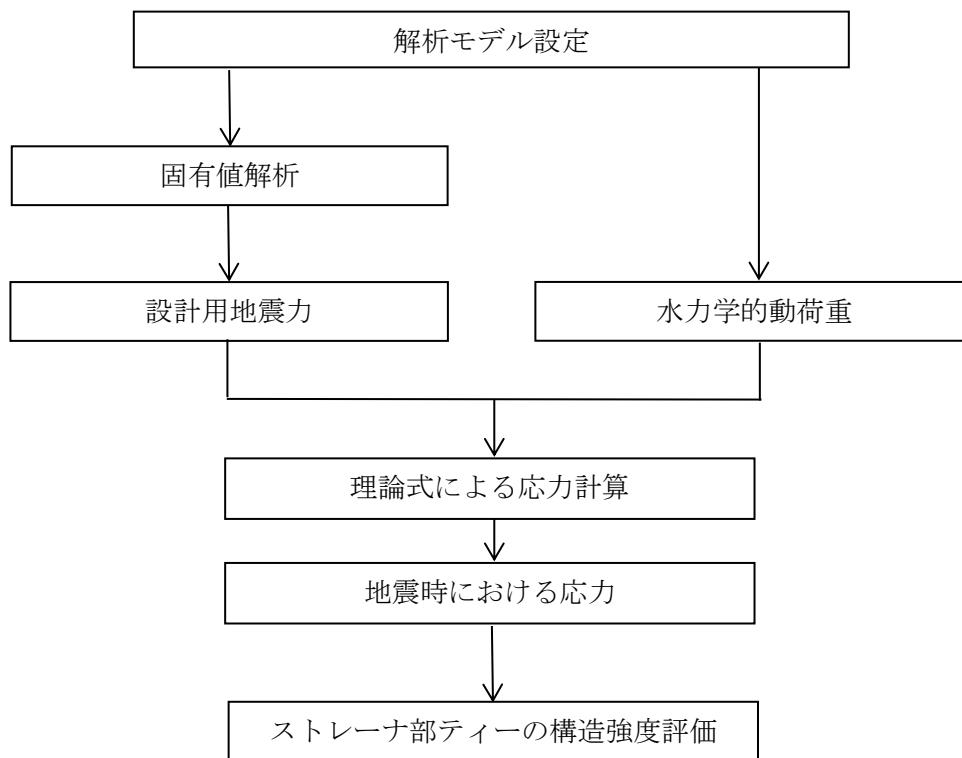 解析モデル設定
固有値解析
設計用地震力
水力学的動荷重
理論式による応力計算
地震時における応力
ストレーナ部ティーの構造強度評価